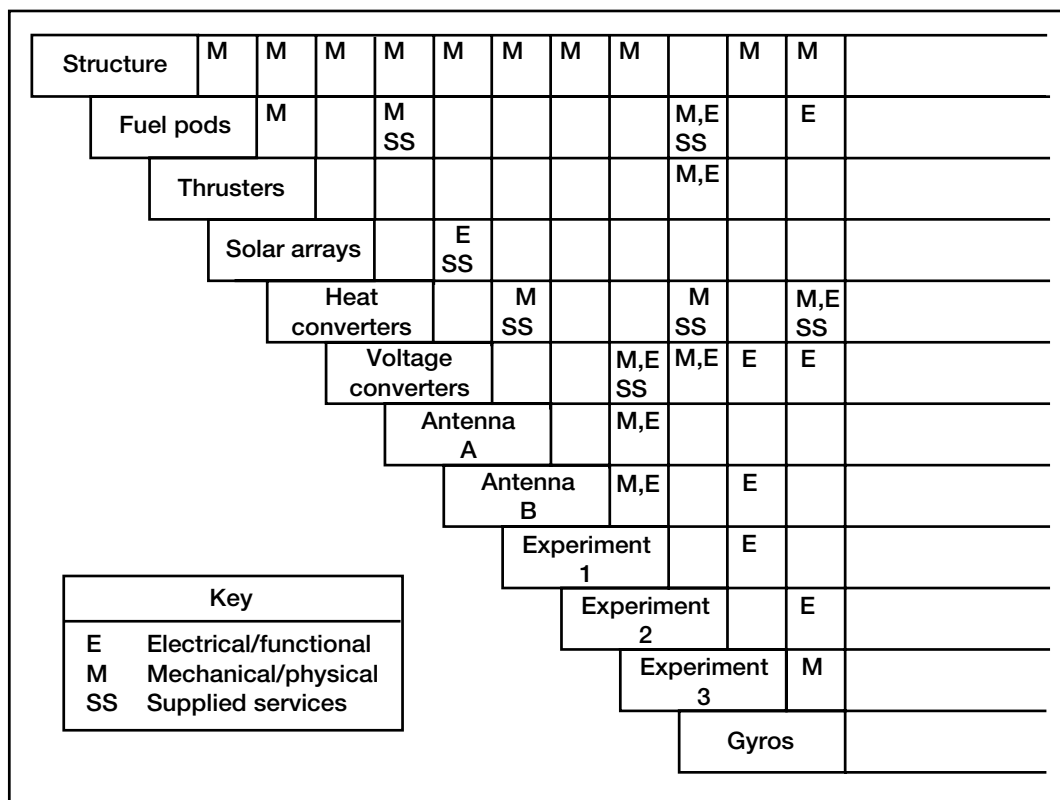 Structure M M M M M M M M M M
Fuel pods M M M,E E
SS SS
Thrusters M,E
Solar arrays E
SS
Heat M M M,E
converters SS SS SS
Voltage M,E M,E E E
converters SS
Antenna M,E
A
Antenna M,E E
B
Experiment E
1
Experiment E
2
Experiment M
3
Gyros
Key
E Electrical/functional
M Mechanical/physical
SS Supplied services